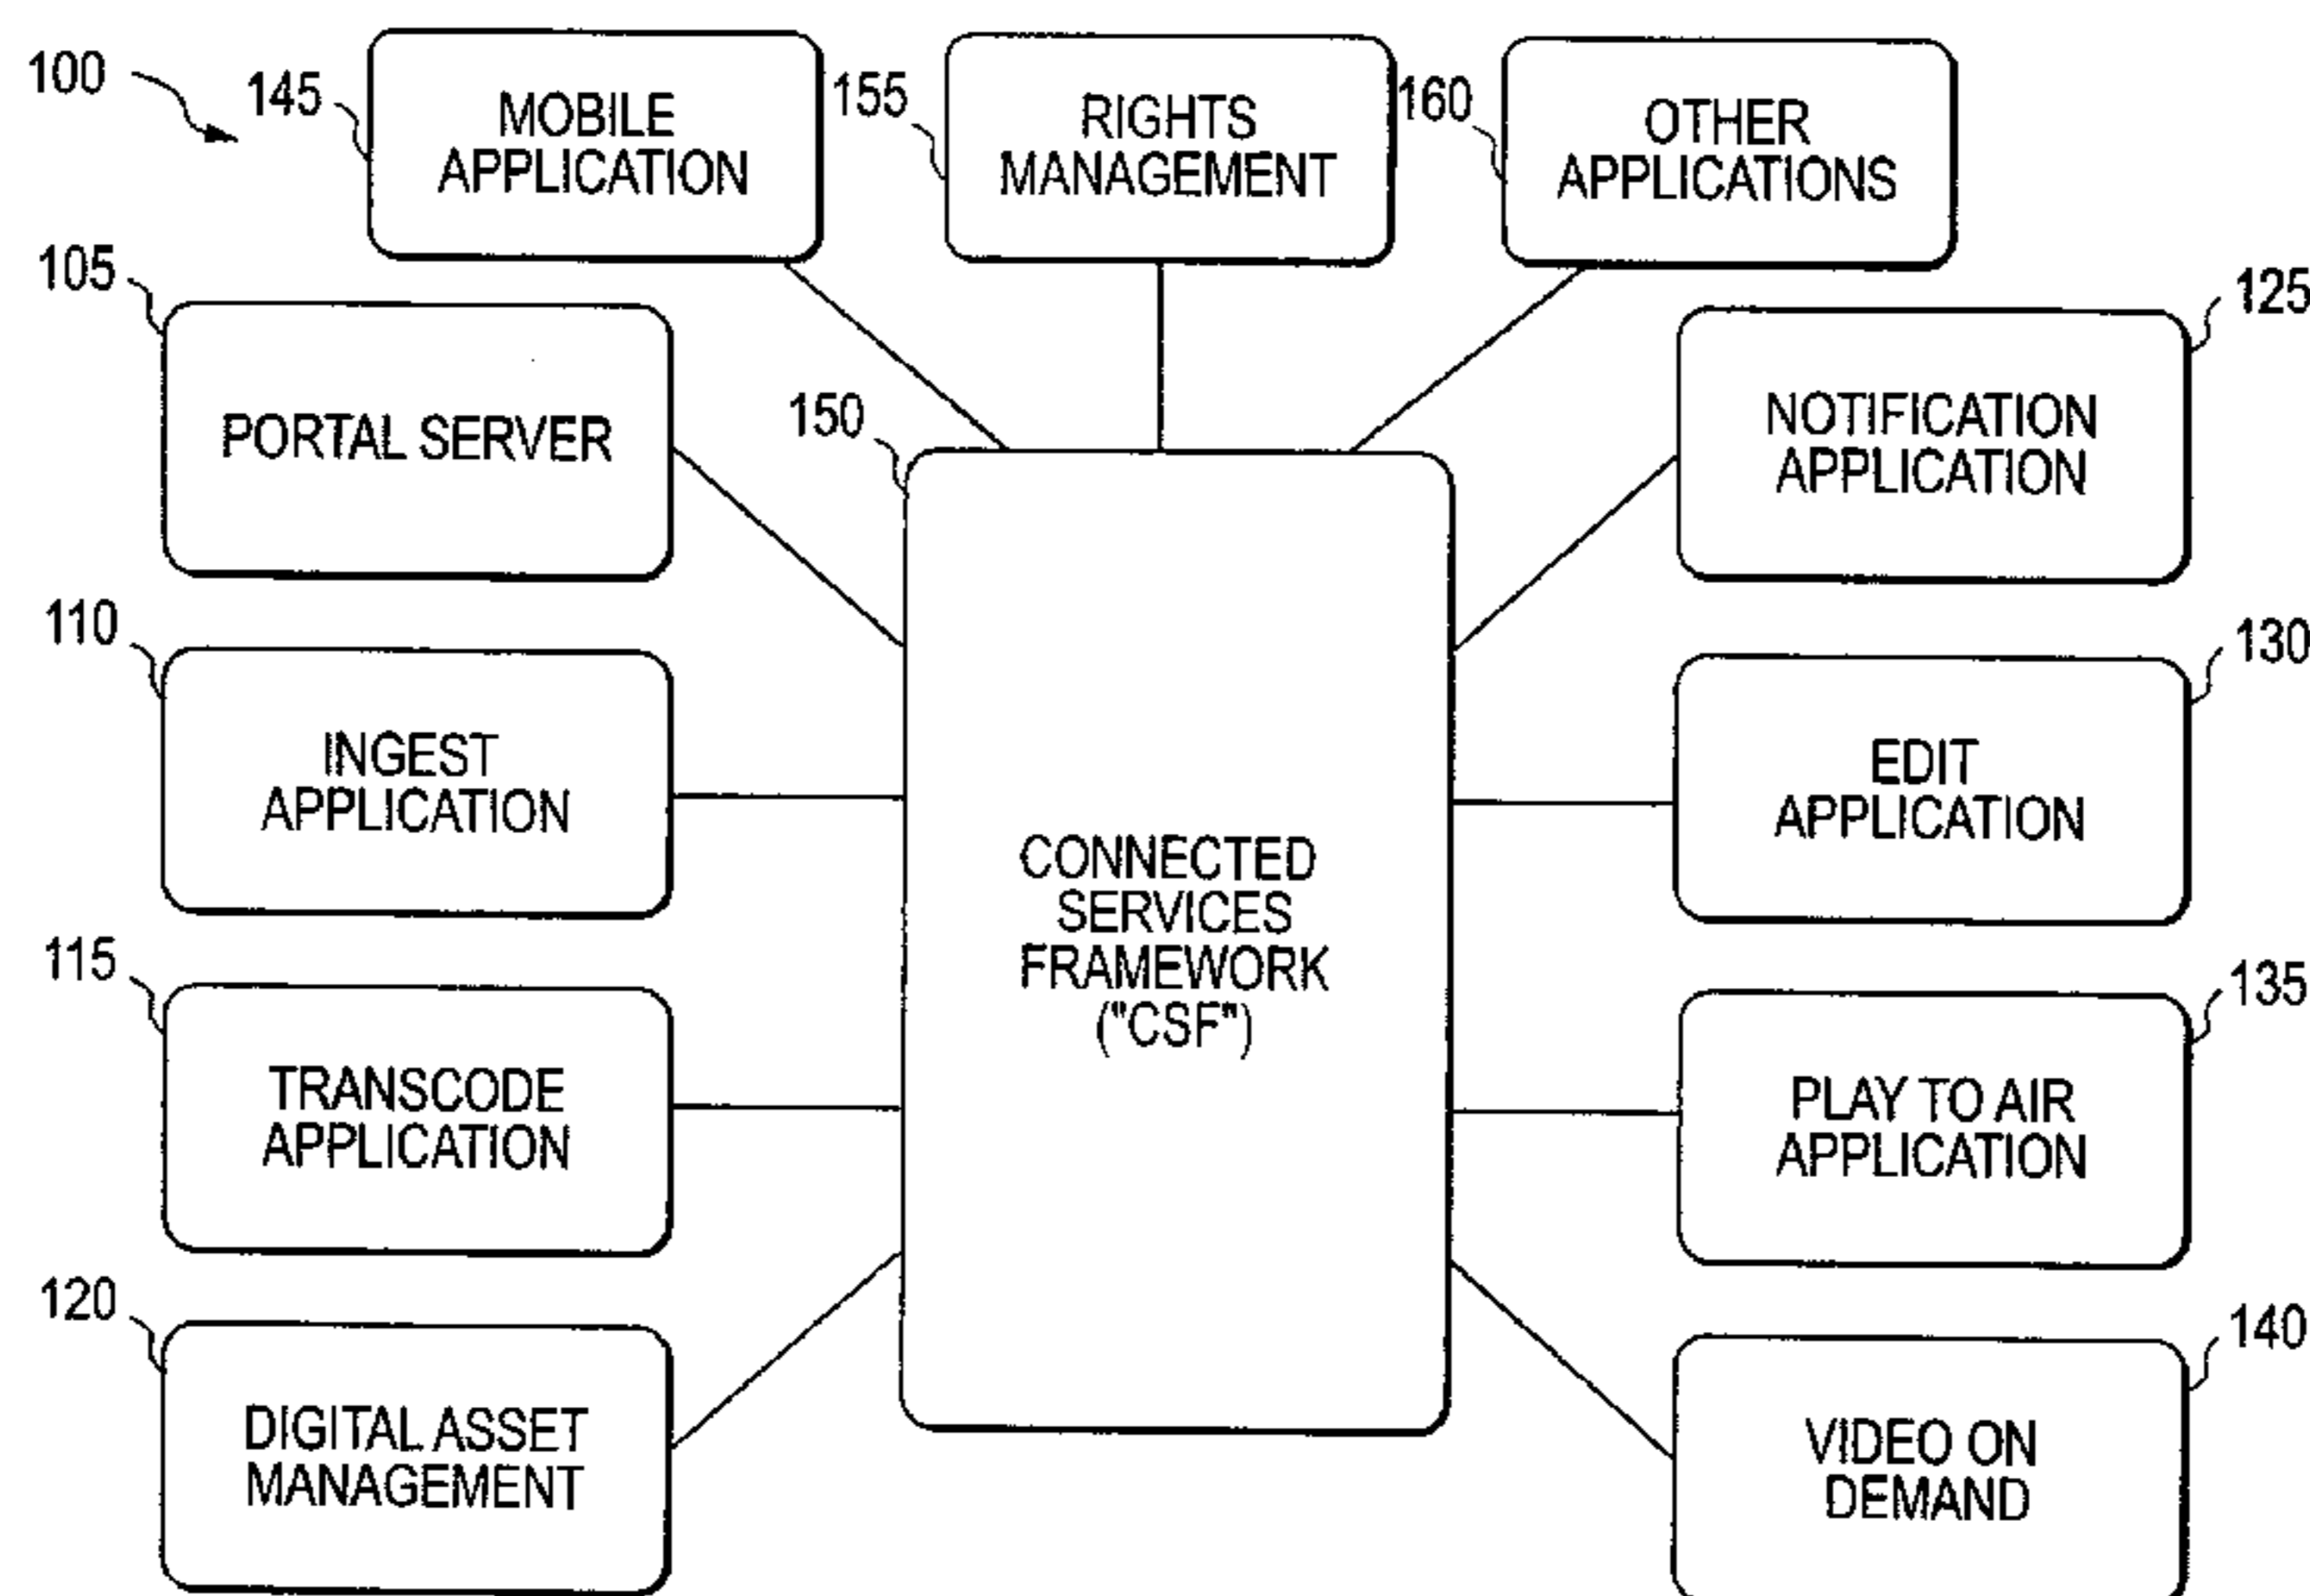 100
145
MOBILE
APPLICATION
155
RIGHTS
MANAGEMENT
160
OTHER
APPLICATIONS
105
PORTAL SERVER
125
NOTIFICATION
APPLICATION
150
CONNECTED
SERVICES
FRAMEWORK
("CSF")
110
INGEST
APPLICATION
130
EDIT
APPLICATION
115
TRANSCODE
APPLICATION
135
PLAY TO AIR
APPLICATION
120
DIGITAL ASSET
MANAGEMENT
140
VIDEO ON
DEMAND